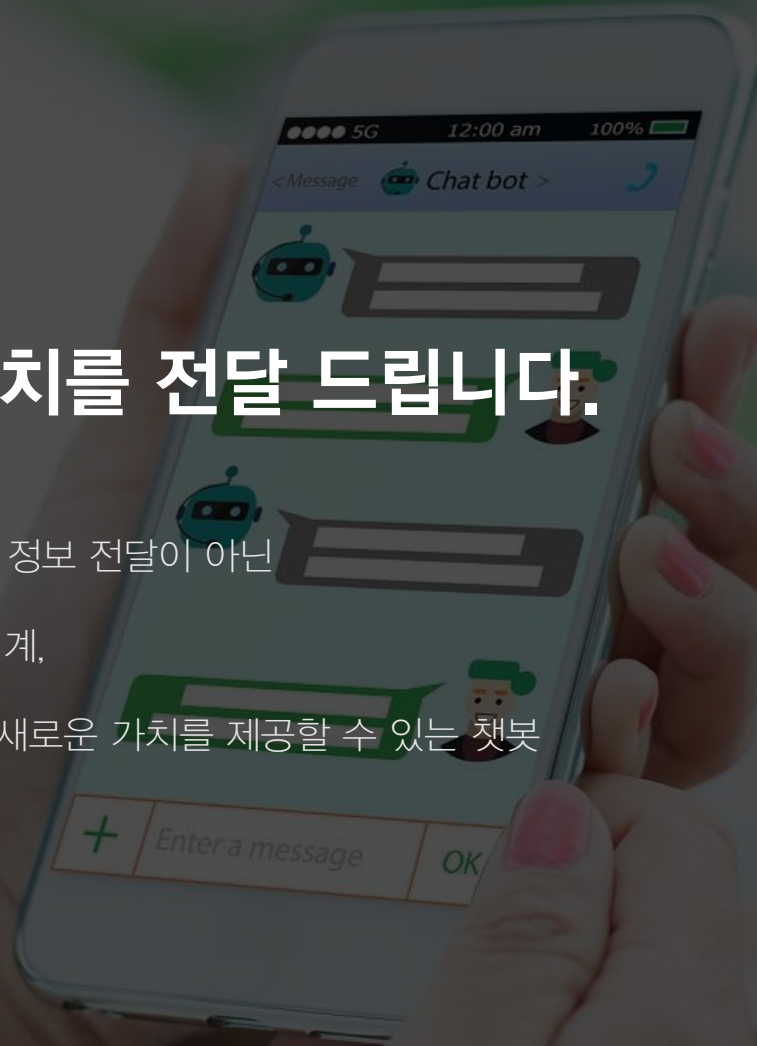 5G 12:00 am 100%
< Message Chat bot >
치를 전달 드립니다.
정보 전달이 아닌
계,
새로운 가치를 제공할 수 있는 챗봇
+ Enter a message OK